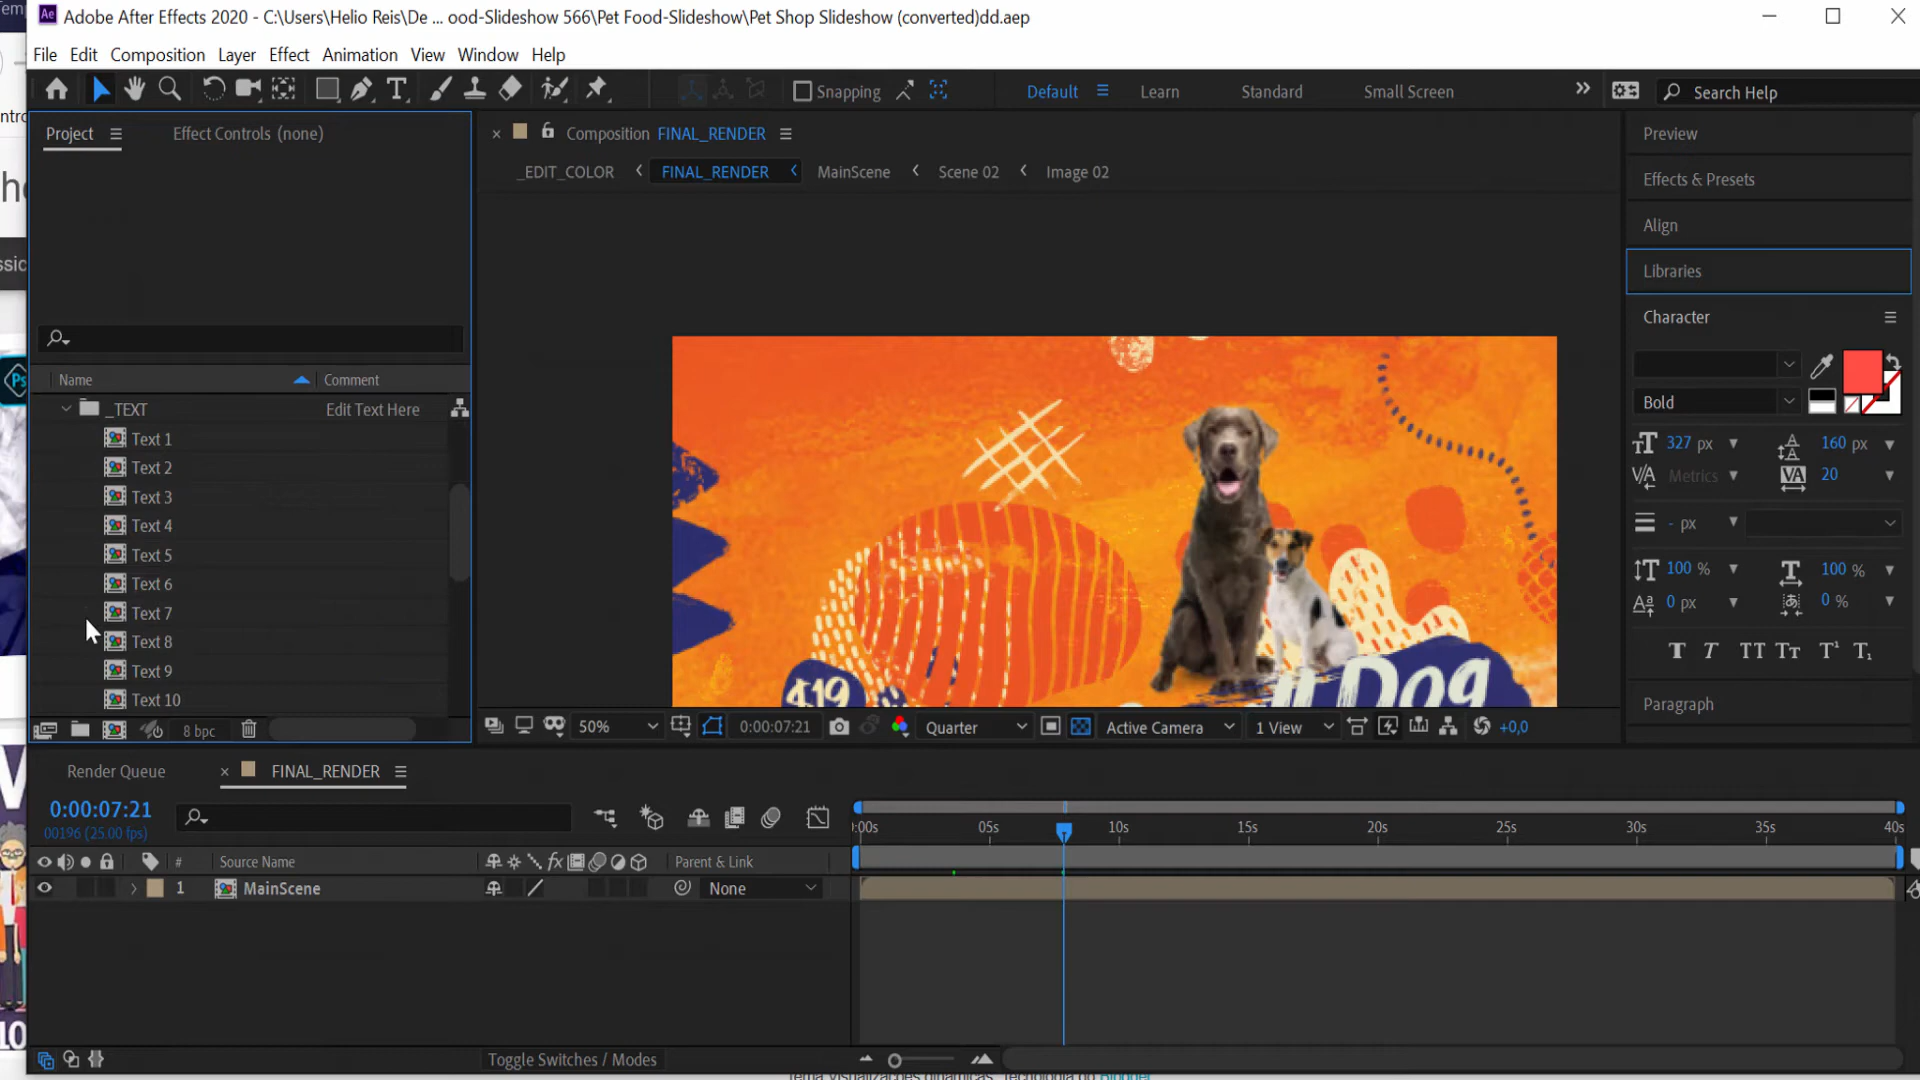 Adobe After Effects 2020 - C:\Users\Helio Reis\De ... ood-Slideshow 566\Pet Food-Slideshow\Pet Shop Slideshow (converted)dd.aep
File Edit Composition Layer Effect Animation View Window Help
Snapping Default Learn Standard Small Screen Search Help
Project Effect Controls (none)
Composition FINAL_RENDER
_EDIT_COLOR FINAL_RENDER MainScene Scene 02 Image 02
Name Comment
_TEXT Edit Text Here
Text 1
Text 2
Text 3
Text 4
Text 5
Text 6
Text 7
Text 8
Text 9
Text 10
8 bpc
$19
Dog
50% 0:00:07:21 Quarter Active Camera 1 View +0,0
Preview
Effects & Presets
Align
Libraries
Character
Bold
327 px 160 px
Metrics 20
- px
100 % 100 %
0 px 0 %
Paragraph
Render Queue FINAL_RENDER
0:00:07:21
00196 (25.00 fps)
:00s 05s 10s 15s 20s 25s 30s 35s 40s
# Source Name Parent & Link
1 MainScene None
Toggle Switches / Modes